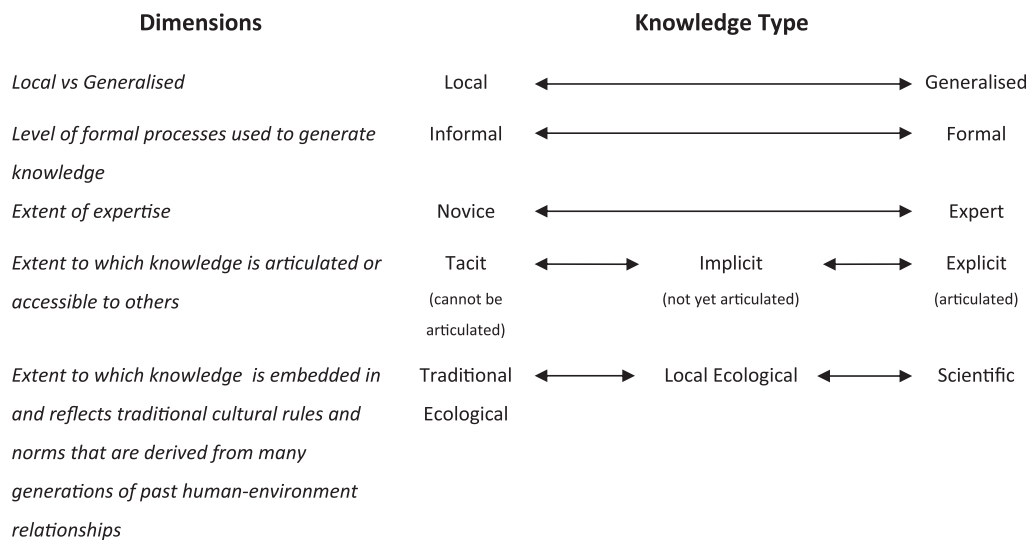 Dimensions Knowledge Type
Local vs Generalised Local Generalised
Level of formal processes used to generate Informal Formal
knowledge
Extent of expertise Novice Expert
Extent to which knowledge is articulated or Tacit Implicit Explicit
accessible to others (cannot be (not yet articulated) (articulated)
articulated)
Extent to which knowledge is embedded in Traditional Local Ecological Scientific
and reflects traditional cultural rules and Ecological
norms that are derived from many
generations of past human-environment
relationships